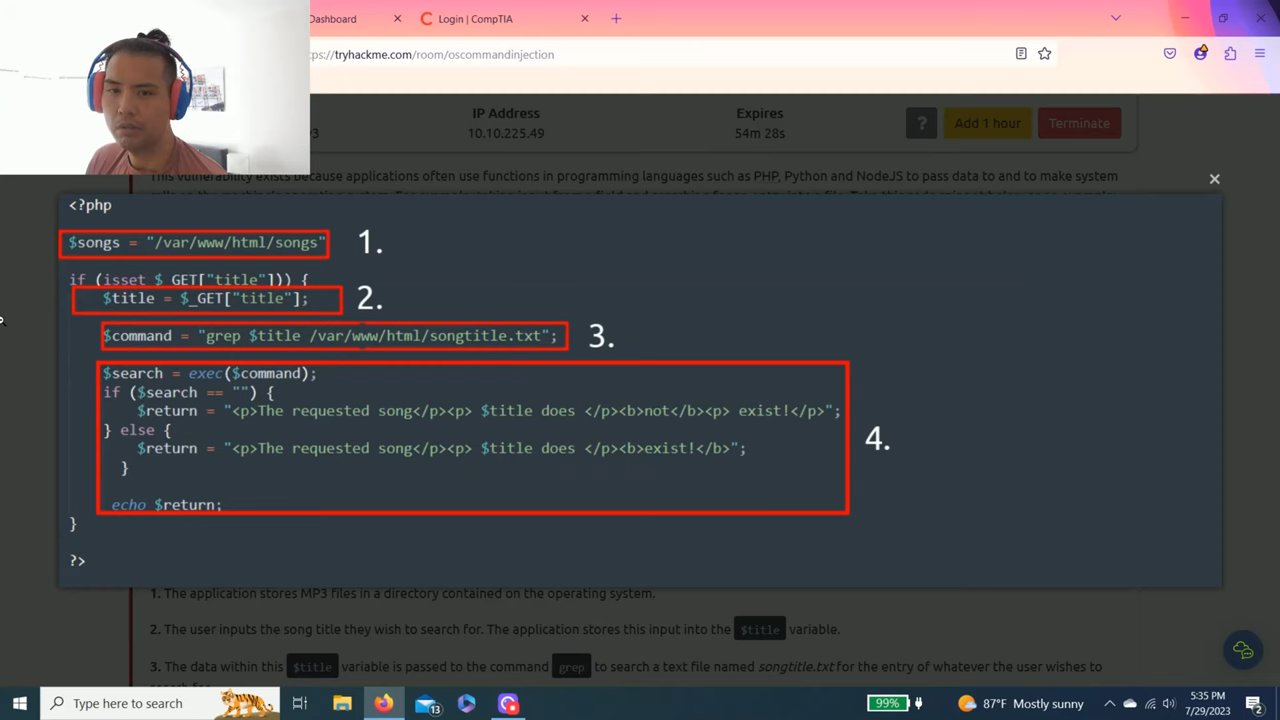 Dashboard
Login | CompTIA
tryhackme.com/room/oscommandinjection
IP Address
Expires
10.10.225.49
54m 28s
?
Add 1 hour
Terminate
This vulnerability exists because applications often use functions in programming languages such as PHP, Python and NodeJS to pass data to and to make system
<?php
$songs = "/var/www/html/songs"
1.
if (isset $_GET["title"])) {
$title = $_GET["title"];
2.
$command = "grep $title /var/www/html/songtitle.txt";
3.
$search = exec($command);
if ($search == "") {
$return = "<p>The requested song</p><p> $title does </p><b>not</b><p> exist!</p>";
} else {
$return = "<p>The requested song</p><p> $title does </p><b>exist!</b>";
}
4.
echo $return;
}
?>
1. The application stores MP3 files in a directory contained on the operating system.
2. The user inputs the song title they wish to search for. The application stores this input into the $title variable.
3. The data within this $title variable is passed to the command grep to search a text file named songtitle.txt for the entry of whatever the user wishes to
search for.
Type here to search
13
99%
87°F Mostly sunny
5:35 PM
7/29/2023
2